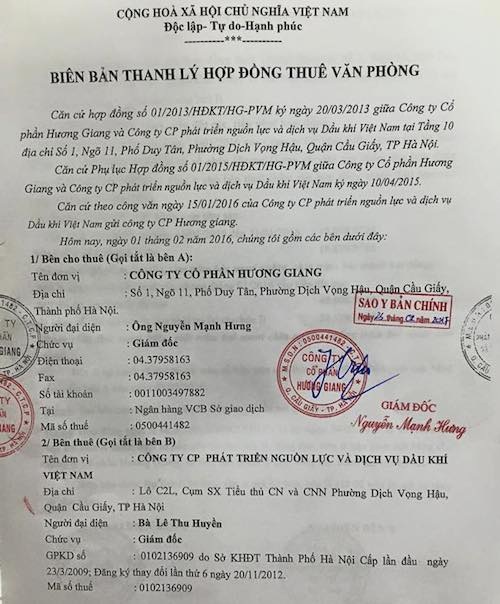 CỘNG HOÀ XÃ HỘI CHỦ NGHĨA VIỆT NAM
Độc lập- Tự do-Hạnh phúc
----------***----------
BIÊN BẢN THANH LÝ HỢP ĐỒNG THUÊ VĂN PHÒNG
Căn cứ hợp đồng số 01/2013/HĐKT/HG-PVM ký ngày 20/03/2013 giữa Công ty Cổ
phần Hương Giang và Công ty CP phát triển nguồn lực và dịch vụ Dầu khí Việt Nam tại Tầng 10
địa chỉ Số 1, Ngõ 11, Phố Duy Tân, Phường Dịch Vọng Hậu, Quận Cầu Giấy, TP Hà Nội.
Căn cứ Phụ lục Hợp đồng số 01/2015/HĐKT/HG-PVM giữa Công ty Cổ phần Hương
Giang và Công ty CP phát triển nguồn lực và dịch vụ Dầu khí Việt Nam ký ngày 10/04/2015.
Căn cứ theo công văn ngày 15/01/2016 của Công ty CP phát triển nguồn lực và dịch vụ
Dầu khí Việt Nam gửi công ty CP Hương giang.
Hôm nay, ngày 01 tháng 02 năm 2016, chúng tôi gồm các bên dưới đây:
1/ Bên cho thuê (Gọi tắt là bên A):
Tên đơn vị : CÔNG TY CỔ PHẦN HƯƠNG GIANG
Địa chỉ : Số 1, Ngõ 11, Phố Duy Tân, Phường Dịch Vọng Hậu, Quận Cầu Giấy,
Thành phố Hà Nội.
SAO Y BẢN CHÍNH
Ngày tháng năm
Người đại diện : Ông Nguyễn Mạnh Hưng
Chức vụ : Giám đốc
Điện thoại : 04.37958163
Fax : 04.37958163
Số tài khoản : 0011003497882
Tại : Ngân hàng VCB Sở giao dịch
Mã số thuế : 0500441482
M.S.D.N: 0500441482
CÔNG TY
CỔ PHẦN
HƯƠNG GIANG
Q. CẦU GIẤY - TP. HÀ NỘI
GIÁM ĐỐC
Nguyễn Mạnh Hưng
2/ Bên thuê (Gọi tắt là bên B)
Tên đơn vị : CÔNG TY CP PHÁT TRIỂN NGUỒN LỰC VÀ DỊCH VỤ DẦU KHÍ
VIỆT NAM
Địa chỉ : Lô C2L, Cụm SX Tiểu thủ CN và CNN Phường Dịch Vọng Hậu,
Quận Cầu Giấy, TP Hà Nội
Người đại diện : Bà Lê Thu Huyền
Chức vụ : Giám đốc
GPKD số : 0102136909 do Sở KHĐT Thành Phố Hà Nội Cấp lần đầu ngày
23/3/2009; Đăng ký thay đổi lần thứ 6 ngày 20/11/2012.
Mã số thuế : 0102136909